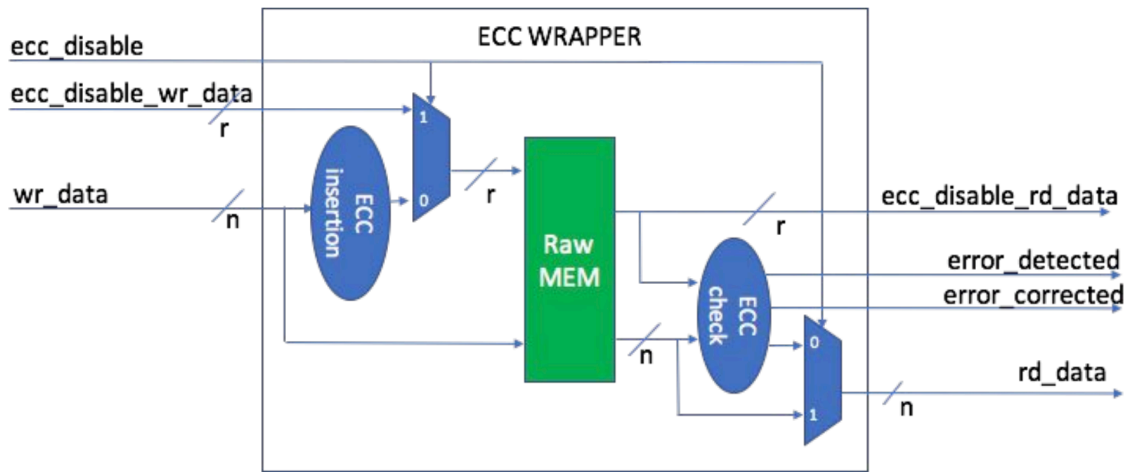 ecc_disable
ECC WRAPPER
ecc_disable_wr_data
r
1
ECC
insertion
0
r
wr_data
n
Raw
MEM
ecc_disable_rd_data
r
error_detected
error_corrected
ECC
check
n
0
rd_data
n
1